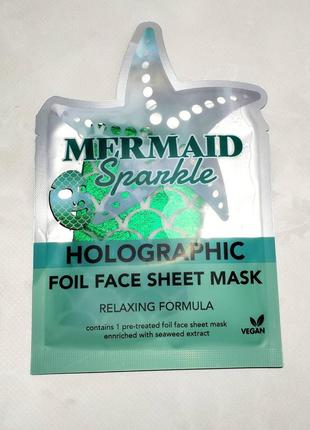 MERMAID
Sparkle
HOLOGRAPHIC
FOIL FACE SHEET MASK
RELAXING FORMULA
contains 1 pre-treated foil face sheet mask
ennriched with seaweed extract
VEGAN